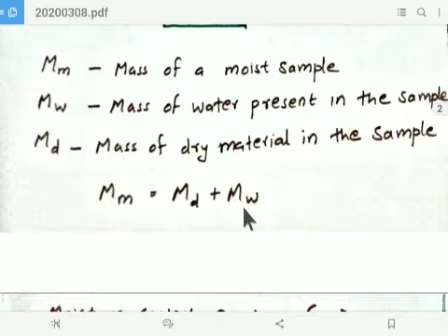 20200308.pdf
Mm – Mass of a moist sample
Mw – Mass of water present in the sample
2
Md – Mass of dry material in the sample
Mm = Md + Mw